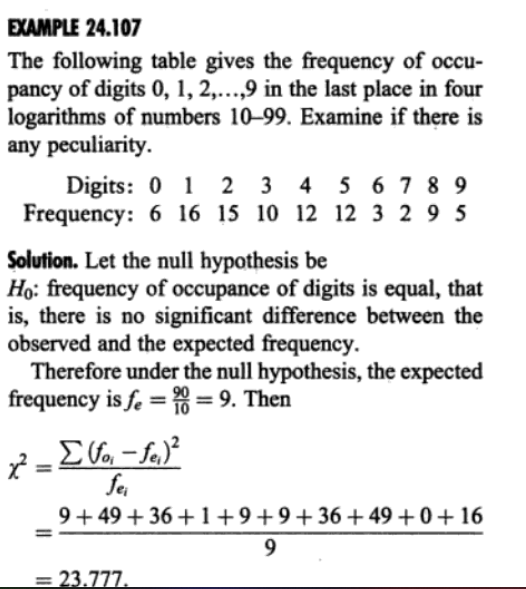 EXAMPLE 24.107
The following table gives the frequency of occu-
pancy of digits 0, 1, 2,...,9 in the last place in four
logarithms of numbers 10–99. Examine if there is
any peculiarity.
Digits: 0 1 2 3 4 5 6 7 8 9
Frequency: 6 16 15 10 12 12 3 2 9 5
Solution. Let the null hypothesis be
H₀: frequency of occupance of digits is equal, that
is, there is no significant difference between the
observed and the expected frequency.
Therefore under the null hypothesis, the expected
frequency is fₑ = 90/10 = 9. Then
χ² = Σ (f_{o_i} − f_{e_i})² / f_{e_i}
= 9 + 49 + 36 + 1 + 9 + 9 + 36 + 49 + 0 + 16 / 9
= 23.777.